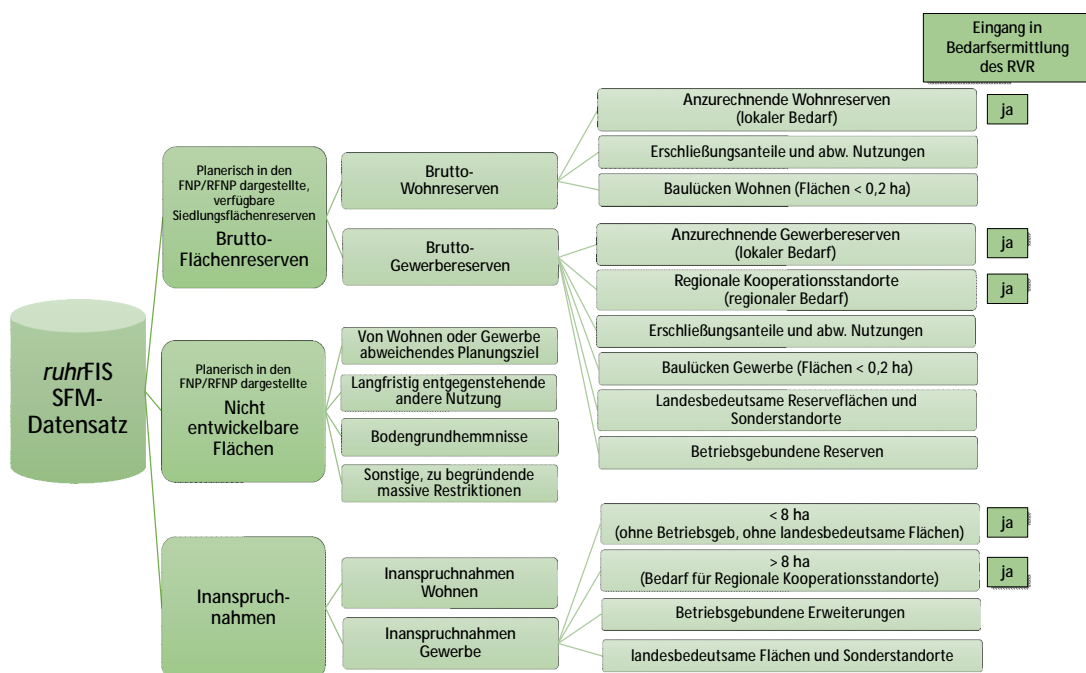 Eingang in
Bedarfsermittlung
des RVR
Anzurechnende Wohnreserven
(lokaler Bedarf)
ja
Erschließungsanteile und abw. Nutzungen
Baulücken Wohnen (Flächen < 0,2 ha)
Planerisch in den
FNP/RFNP dargestellte,
verfügbare
Siedlungsflächenreserven
Brutto-
Flächenreserven
Brutto-
Wohnreserven
Brutto-
Gewerbereserven
Anzurechnende Gewerbereserven
(lokaler Bedarf)
ja
Regionale Kooperationsstandorte
(regionaler Bedarf)
ja
Erschließungsanteile und abw. Nutzungen
Baulücken Gewerbe (Flächen < 0,2 ha)
Landesbedeutsame Reserveflächen und
Sonderstandorte
Betriebsgebundene Reserven
ruhrFIS
SFM-
Datensatz
Planerisch in den
FNP/RFNP dargestellte
Nicht
entwickelbare
Flächen
Von Wohnen oder Gewerbe
abweichendes Planungsziel
Langfristig entgegenstehende
andere Nutzung
Bodengrundhemmnisse
Sonstige, zu begründende
massive Restriktionen
Inanspruch-
nahmen
Inanspruchnahmen
Wohnen
Inanspruchnahmen
Gewerbe
< 8 ha
(ohne Betriebsgeb, ohne landesbedeutsame Flächen)
ja
> 8 ha
(Bedarf für Regionale Kooperationsstandorte)
ja
Betriebsgebundene Erweiterungen
landesbedeutsame Flächen und Sonderstandorte